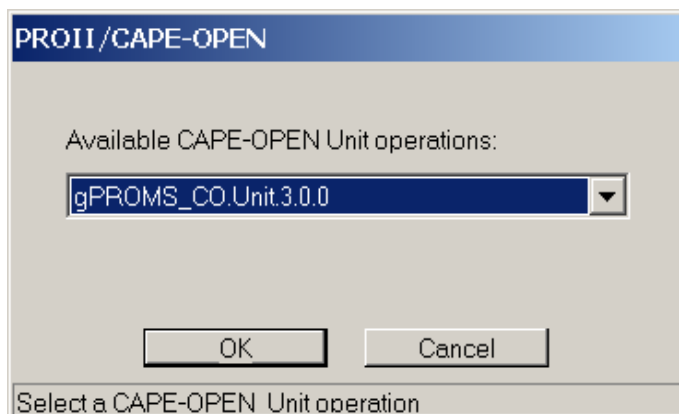 PROII/CAPE-OPEN
Available CAPE-OPEN Unit operations:
gPROMS_CO.Unit.3.0.0
OK Cancel
Select a CAPE-OPEN Unit operation